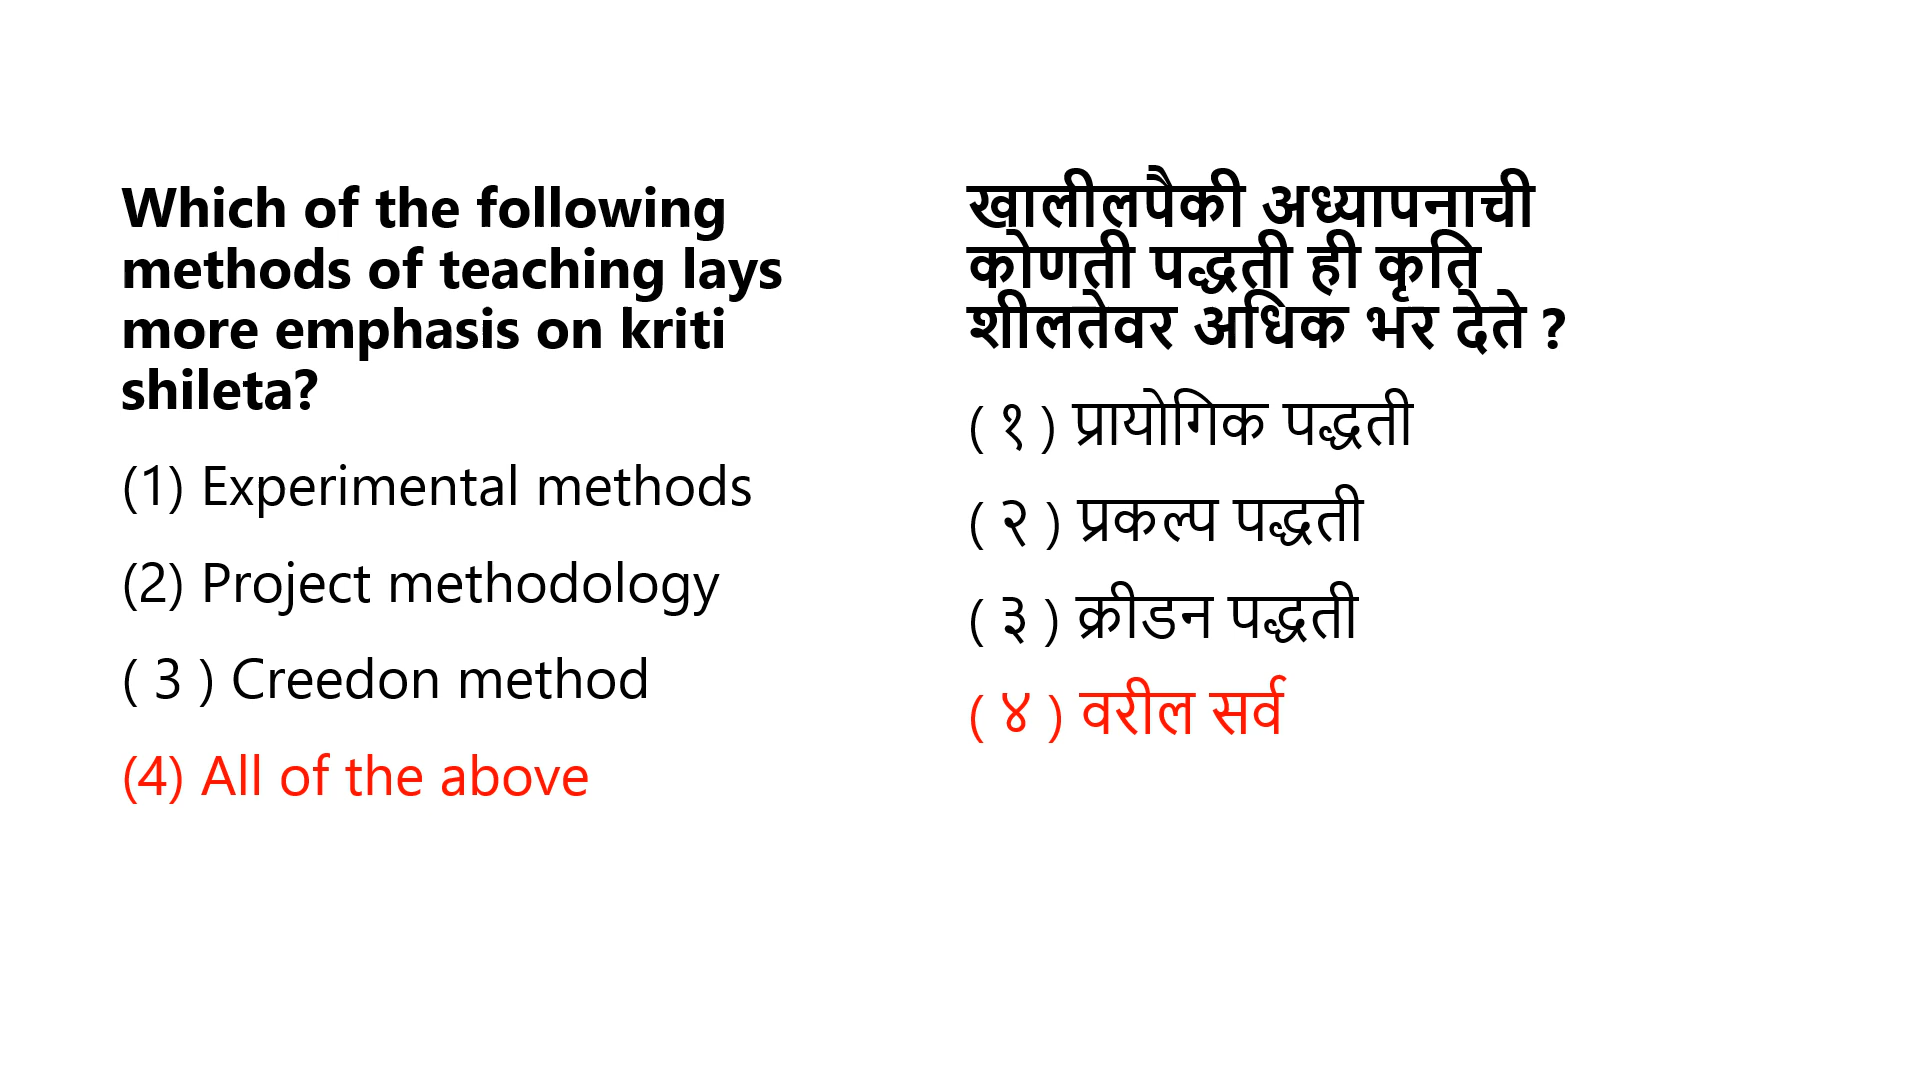 Which of the following
methods of teaching lays
more emphasis on kriti
shileta?
(1) Experimental methods
(2) Project methodology
( 3 ) Creedon method
(4) All of the above
खालीलपैकी अध्यापनाची
कोणती पद्धती ही कृति
शीलतेवर अधिक भर देते ?
( १ ) प्रायोगिक पद्धती
( २ ) प्रकल्प पद्धती
( ३ ) क्रीडन पद्धती
( ४ ) वरील सर्व